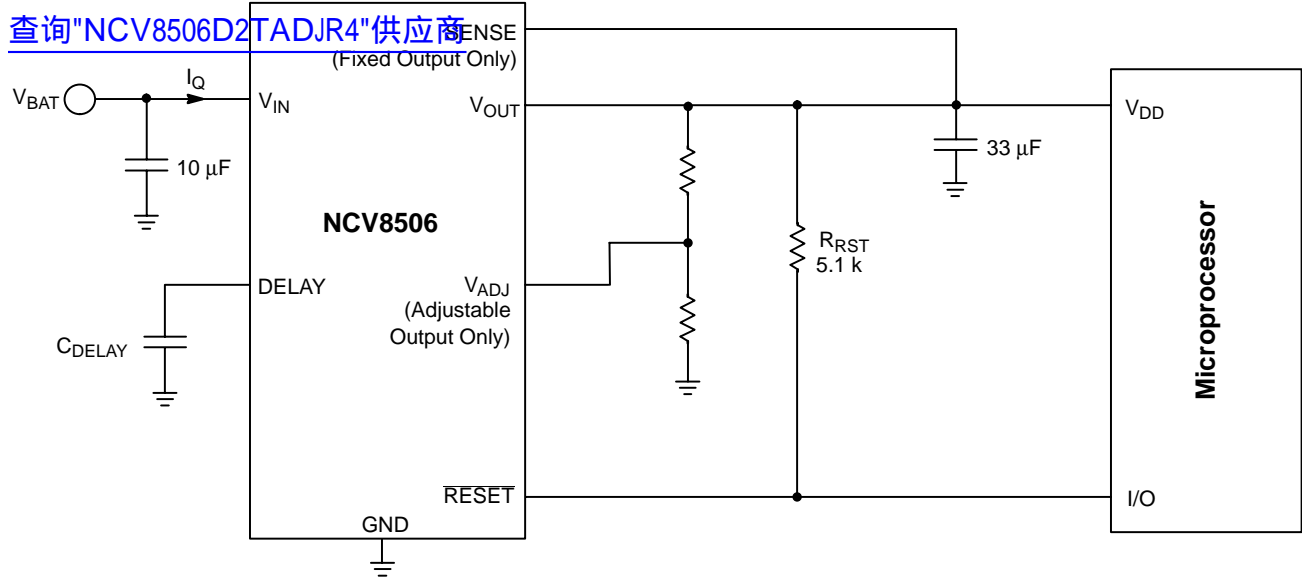 查询"NCV8506D2TADJR4"供应商
SENSE
(Fixed Output Only)
I_Q
V_BAT
V_IN
V_OUT
V_DD
10 μF
33 μF
NCV8506
R_RST
5.1 k
DELAY
V_ADJ
(Adjustable
Output Only)
C_DELAY
Microprocessor
RESET
I/O
GND